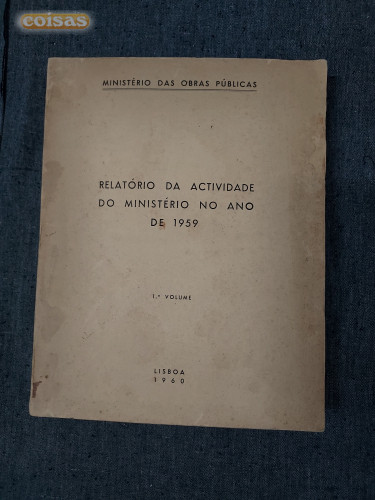 coisas
MINISTÉRIO DAS OBRAS PÚBLICAS
RELATÓRIO DA ACTIVIDADE
DO MINISTÉRIO NO ANO
DE 1959
1.º VOLUME
LISBOA
1960